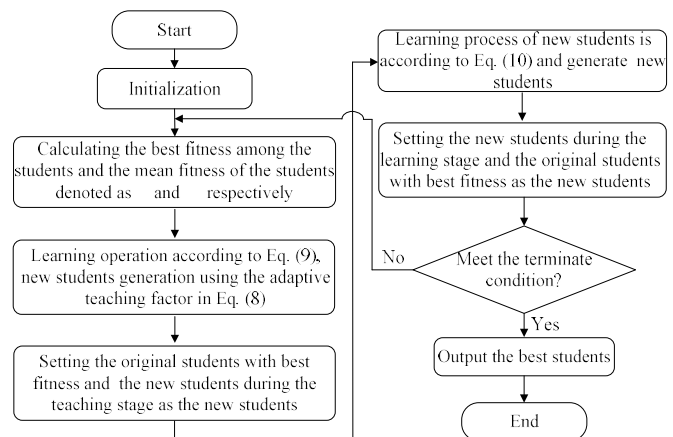 Start
Initialization
Calculating the best fitness among the
students and the mean fitness of the students
denoted as and respectively
Learning operation according to Eq. (9),
new students generation using the adaptive
teaching factor in Eq. (8)
Setting the original students with best
fitness and the new students during the
teaching stage as the new students
Learning process of new students is
according to Eq. (10) and generate new
students
Setting the new students during the
learning stage and the original students
with best fitness as the new students
No
Meet the terminate
condition?
Yes
Output the best students
End